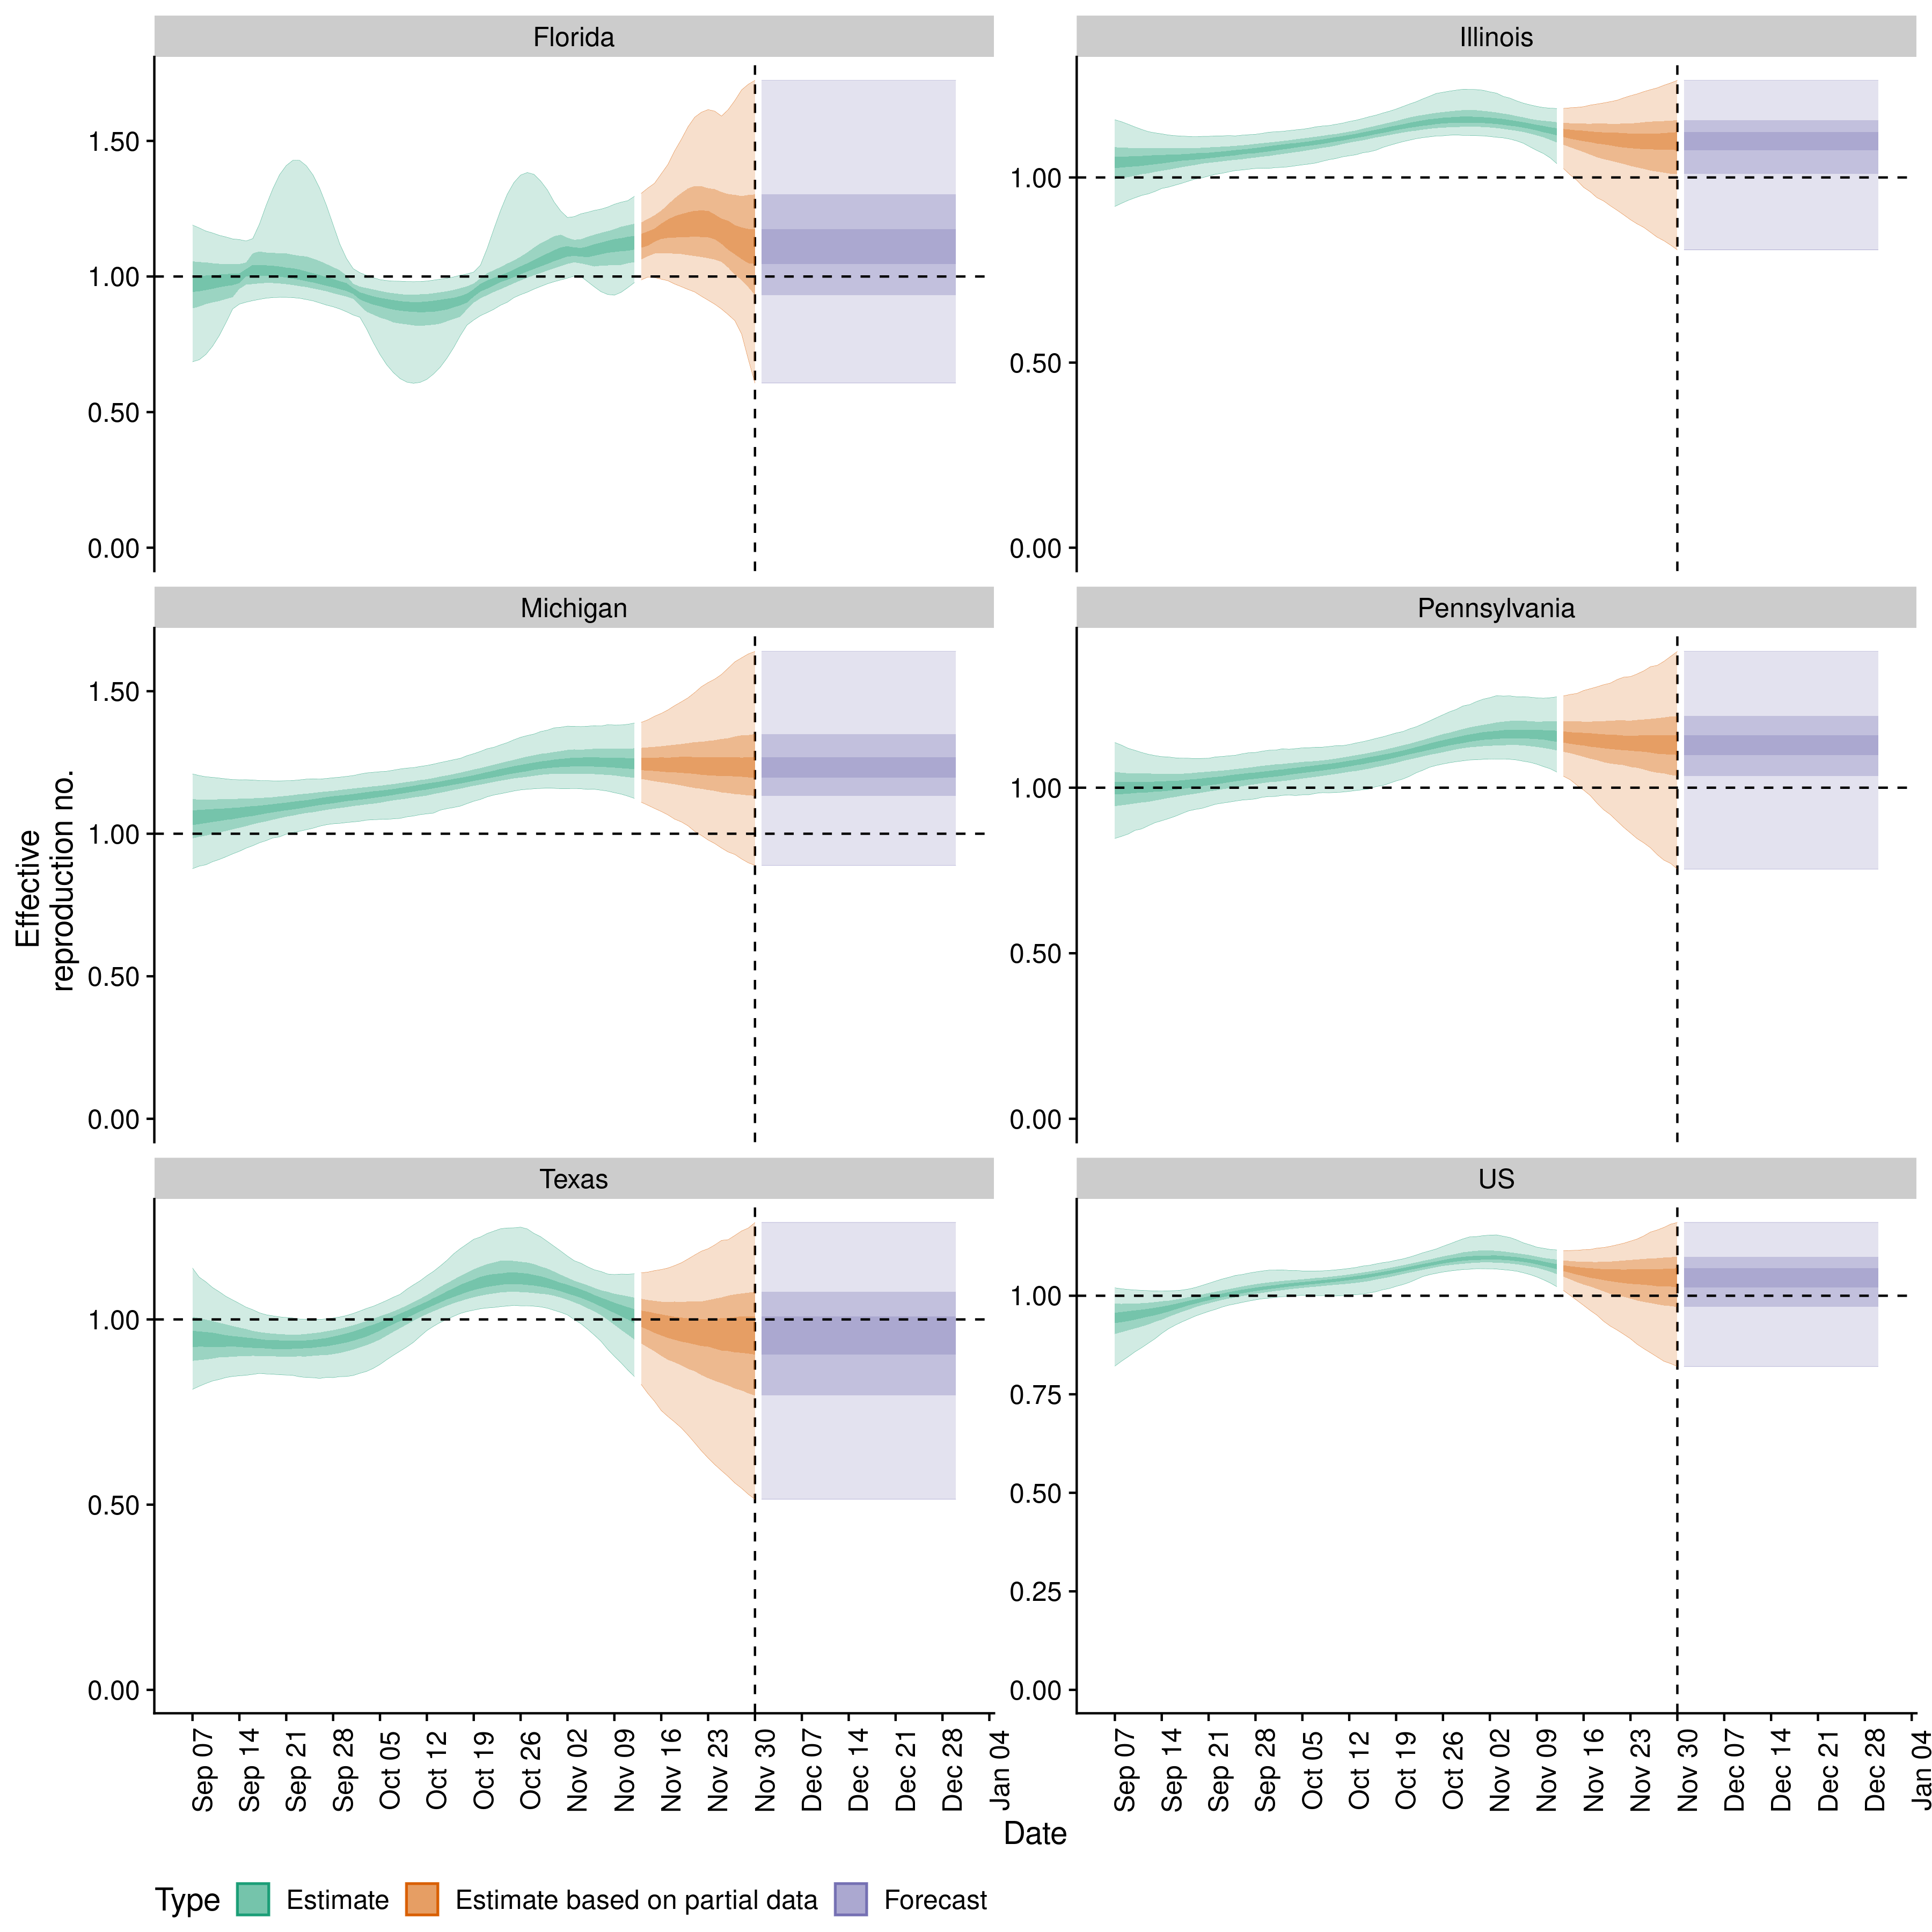 Florida
Illinois
1.50
1.00
0.50
0.00
1.00
0.50
0.00
Michigan
Pennsylvania
1.50
1.00
0.50
0.00
1.00
0.50
0.00
Effective
reproduction no.
Texas
US
1.00
0.50
0.00
1.00
0.75
0.50
0.25
0.00
Sep 07
Sep 14
Sep 21
Sep 28
Oct 05
Oct 12
Oct 19
Oct 26
Nov 02
Nov 09
Nov 16
Nov 23
Nov 30
Dec 07
Dec 14
Dec 21
Dec 28
Jan 04
Sep 07
Sep 14
Sep 21
Sep 28
Oct 05
Oct 12
Oct 19
Oct 26
Nov 02
Nov 09
Nov 16
Nov 23
Nov 30
Dec 07
Dec 14
Dec 21
Dec 28
Jan 04
Date
Type Estimate Estimate based on partial data Forecast